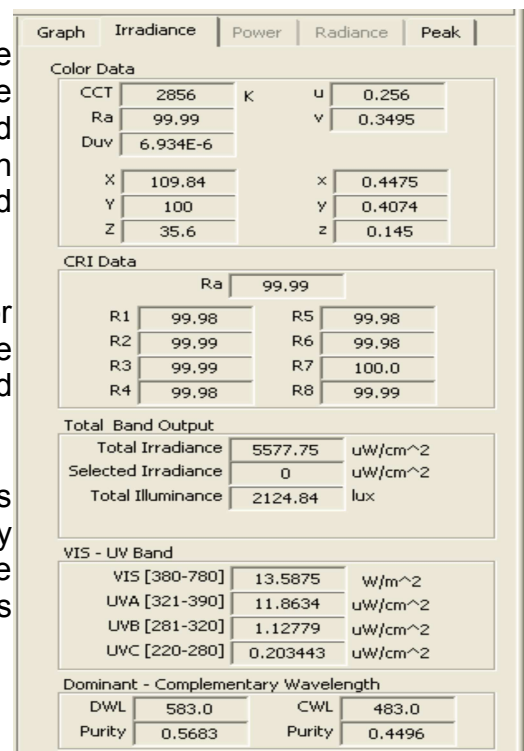 Graph Irradiance Power Radiance Peak
Color Data
CCT 2856 K u 0.256
Ra 99.99 v 0.3495
Duv 6.934E-6
X 109.84 x 0.4475
Y 100 y 0.4074
Z 35.6 z 0.145
CRI Data
Ra 99.99
R1 99.98 R5 99.98
R2 99.99 R6 99.98
R3 99.99 R7 100.0
R4 99.98 R8 99.99
Total Band Output
Total Irradiance 5577.75 uW/cm^2
Selected Irradiance 0 uW/cm^2
Total Illuminance 2124.84 lux
VIS - UV Band
VIS [380-780] 13.5875 W/m^2
UVA [321-390] 11.8634 uW/cm^2
UVB [281-320] 1.12779 uW/cm^2
UVC [220-280] 0.203443 uW/cm^2
Dominant - Complementary Wavelength
DWL 583.0 CWL 483.0
Purity 0.5683 Purity 0.4496